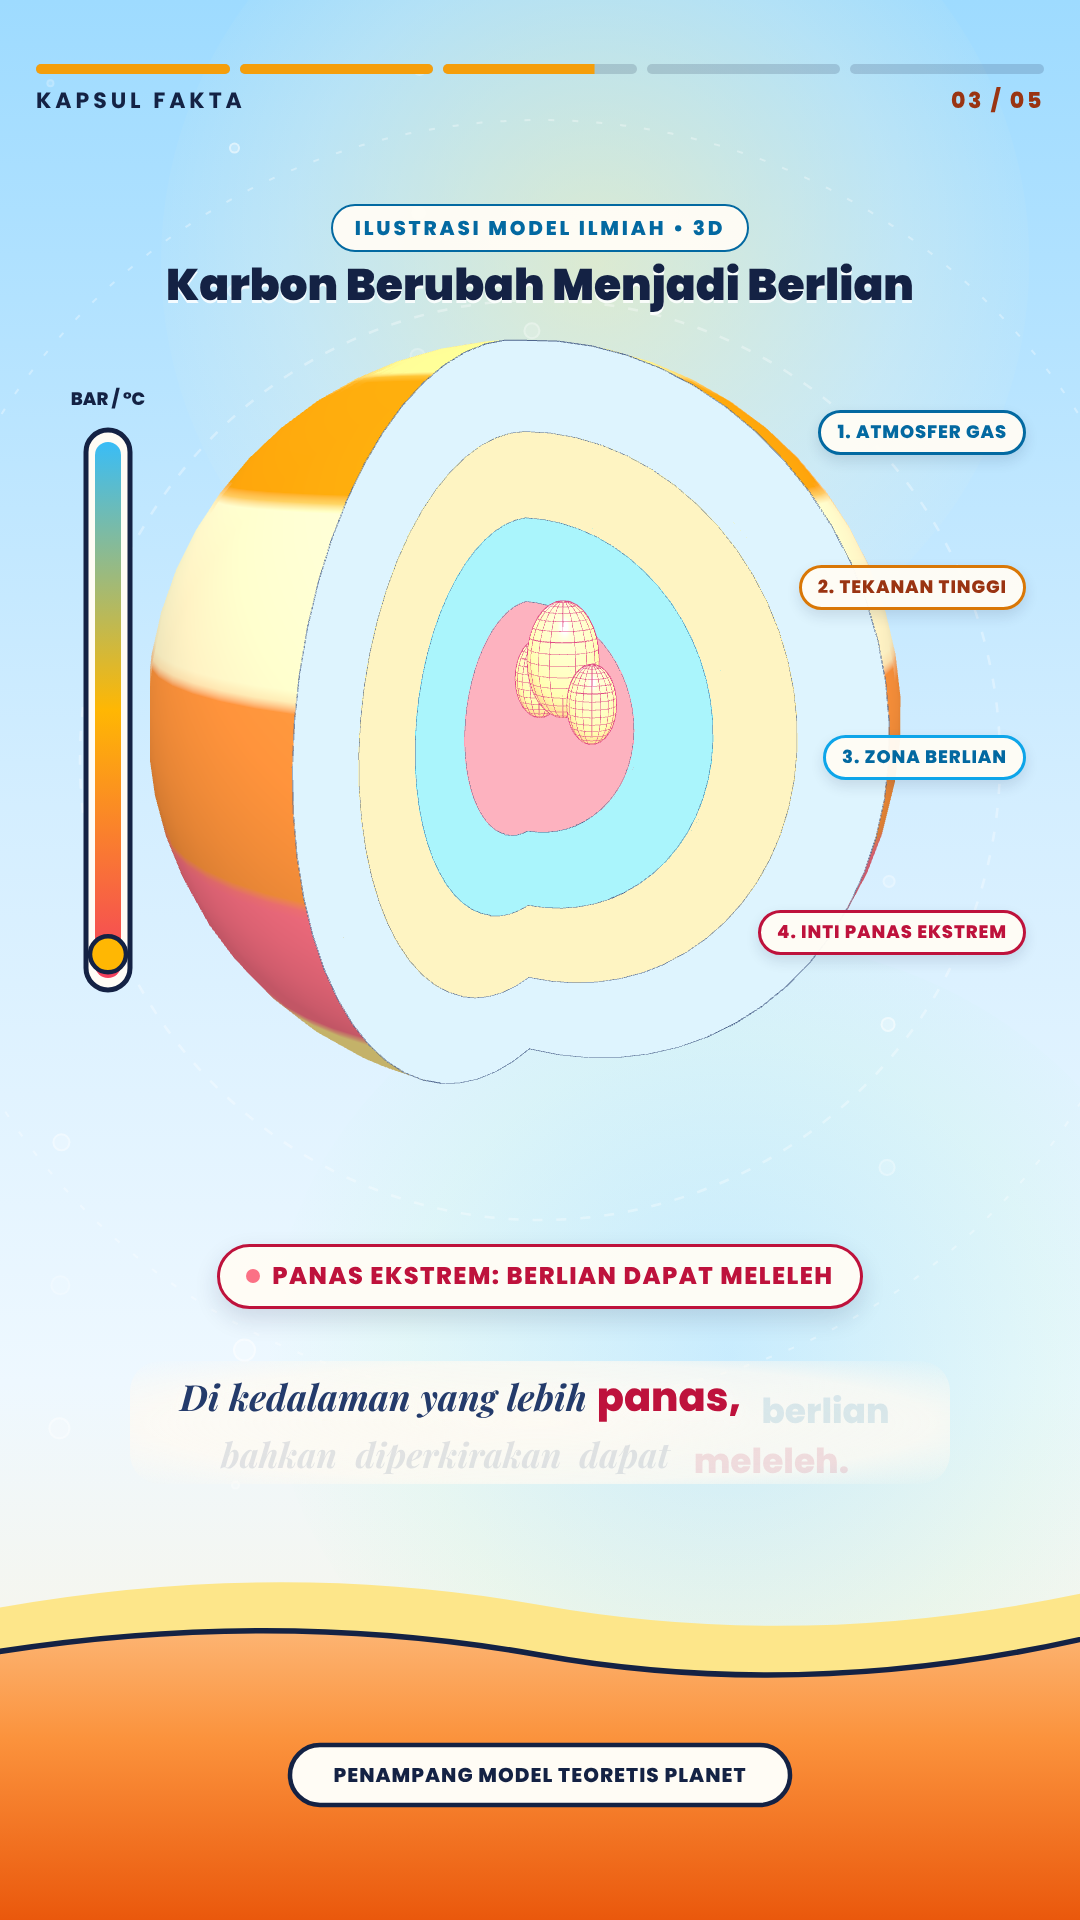 KAPSUL FAKTA
03 / 05
ILUSTRASI MODEL ILMIAH • 3D
Karbon Berubah Menjadi Berlian
BAR / °C
1. ATMOSFER GAS
2. TEKANAN TINGGI
3. ZONA BERLIAN
4. INTI PANAS EKSTREM
PANAS EKSTREM: BERLIAN DAPAT MELELEH
Di kedalaman yang lebih panas, berlian
bahkan diperkirakan dapat meleleh.
PENAMPANG MODEL TEORETIS PLANET